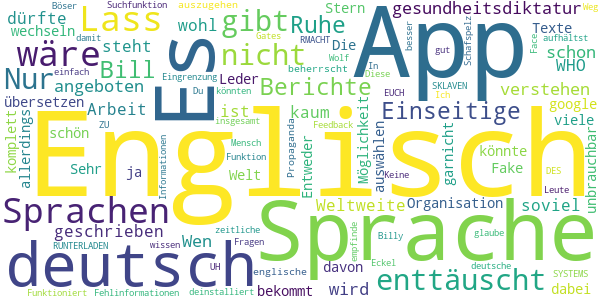 Böser Suchfunktion auszugehen Stern gesundheitsdiktatur Schafspelz Weg
dürfte Lass gibt Ruhe App besser gut Gates
wechseln wäre steht Bill nicht wohl Es Die RMACHT Wolf Texte schon
damit Nur einfach angeboten Eingrenzung Du könnten Leder Berichte In beherrscht Diese Face aufhältst WHO
übersetzen Arbeit ist kaum Möglichkeit auswählen Einseitige SKLAVEN EUCH Ich verstehen google
komplett allerdings schön ZU Englisch insgesamt Feedback viele
Sehr ja Informationen Mensch Funktion Welt Propaganda Entweder garnicht könnte Fake Keine DES Leute unbrauchbar
Sprachen Sprache Weltweite Organisation soviel
geschrieben Wen zeitliche davon Billy glaube
deutsch RUNTERLADEN wissen Fragen UH englische empfinde Eckel deutsche enttäuscht SYSTEMS
Funktioniert Fehlinformationen deinstalliert bekommt wird dabei